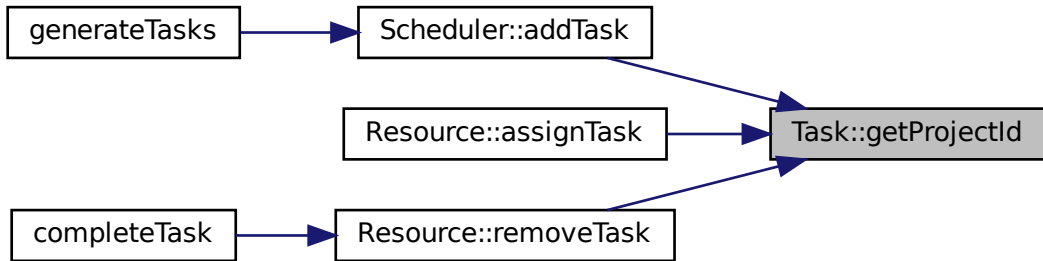 generateTasks
Scheduler::addTask
Resource::assignTask
Task::getProjectId
completeTask
Resource::removeTask